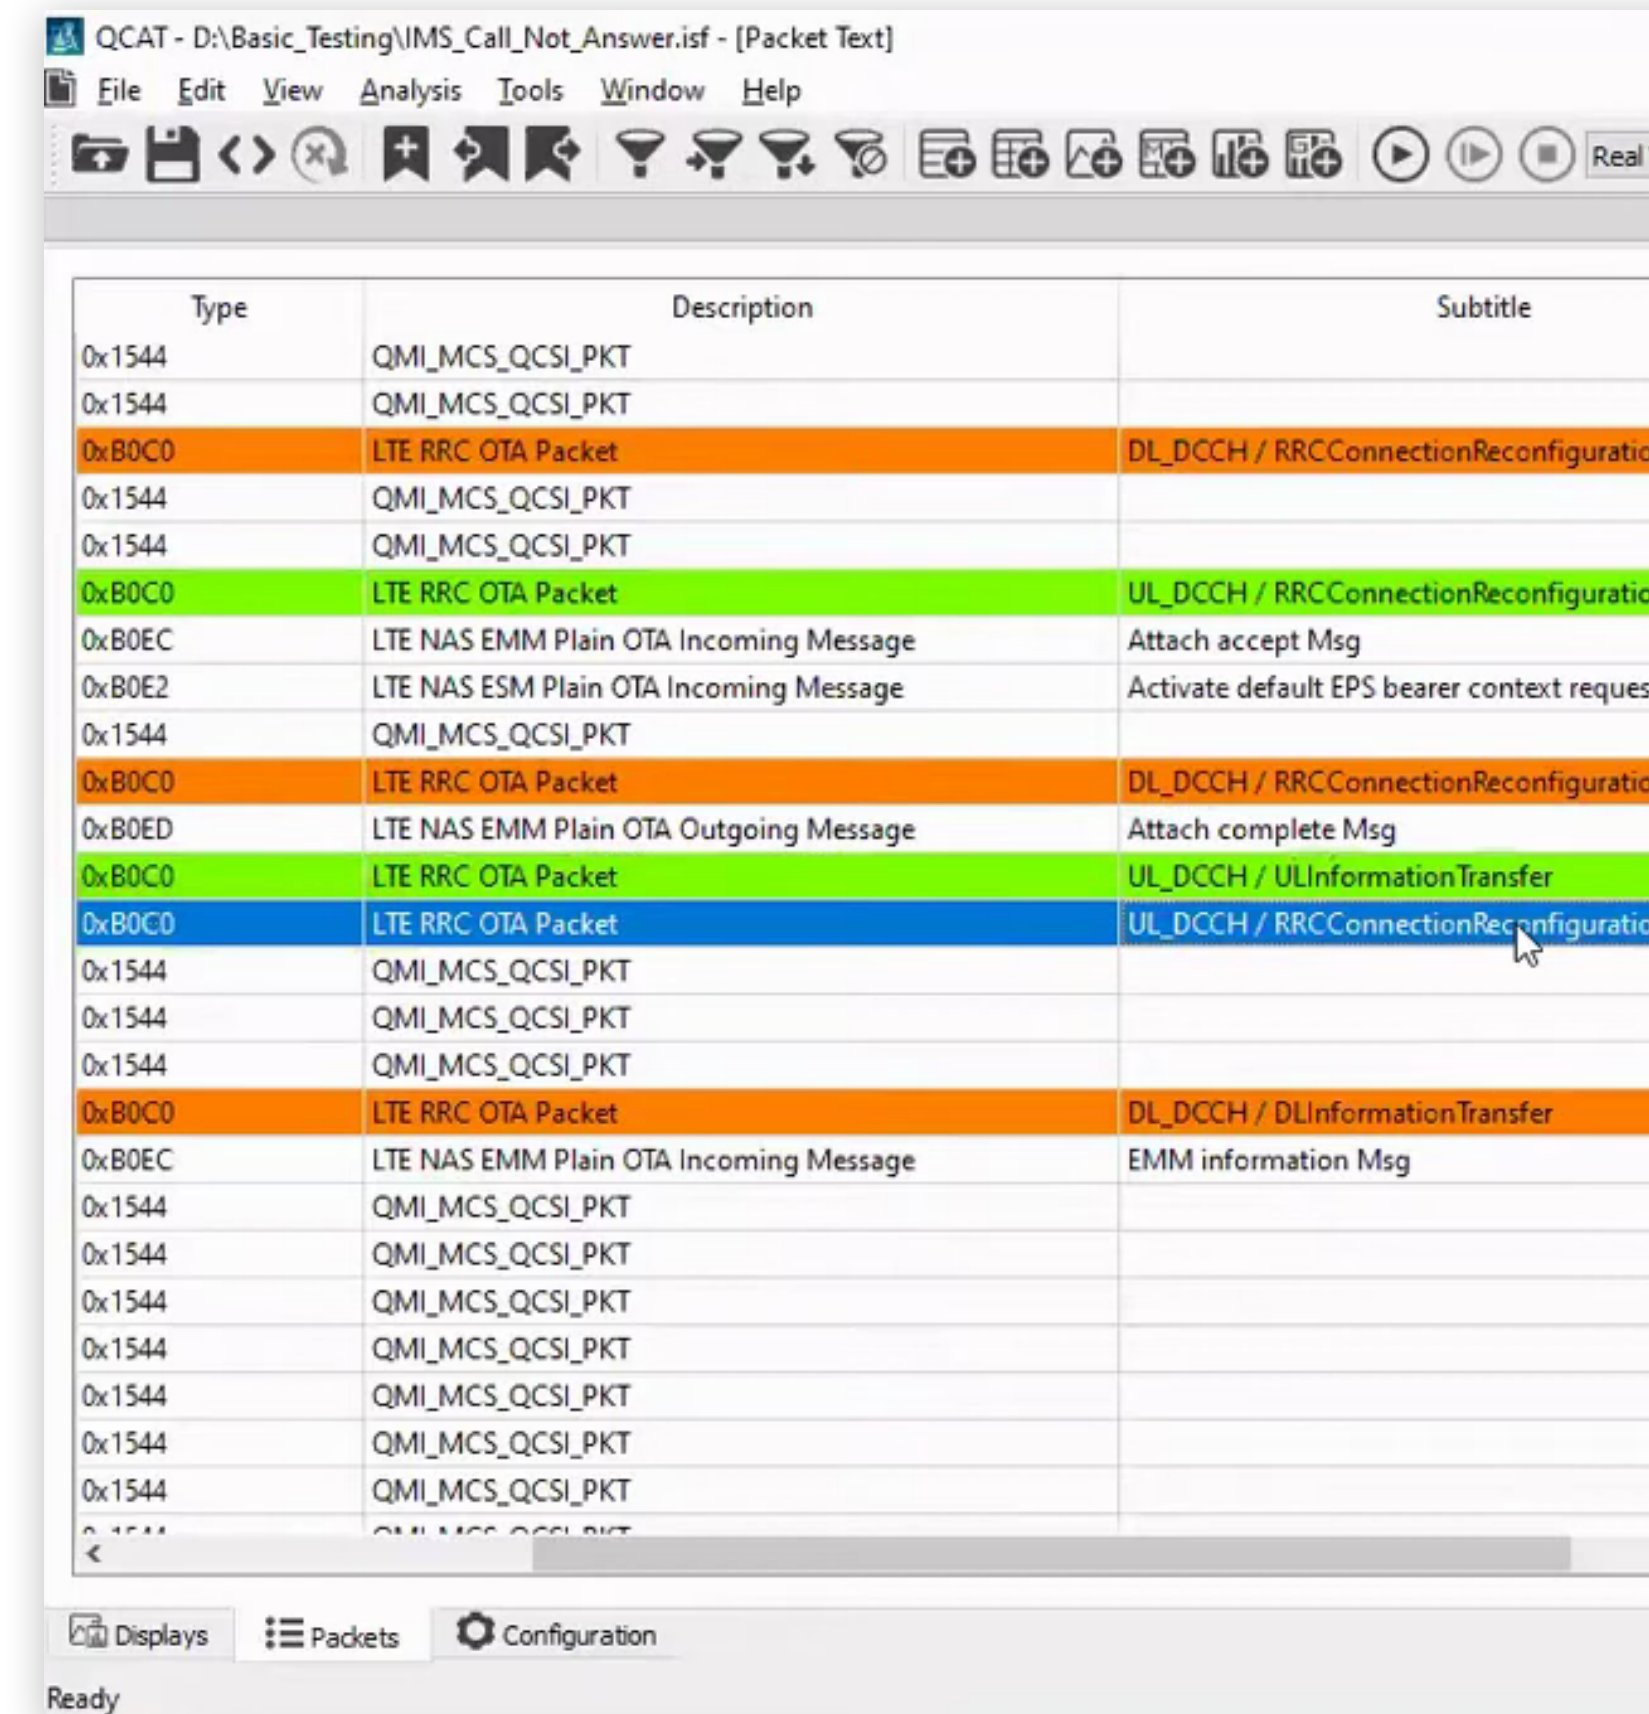 QCAT - D:\Basic_Testing\IMS_Call_Not_Answer.isf - [Packet Text]
File Edit View Analysis Tools Window Help
Real
Type Description Subtitle
0x1544 QMI_MCS_QCSI_PKT
0x1544 QMI_MCS_QCSI_PKT
0xB0C0 LTE RRC OTA Packet DL_DCCH / RRCConnectionReconfiguratio
0x1544 QMI_MCS_QCSI_PKT
0x1544 QMI_MCS_QCSI_PKT
0xB0C0 LTE RRC OTA Packet UL_DCCH / RRCConnectionReconfiguratio
0xB0EC LTE NAS EMM Plain OTA Incoming Message Attach accept Msg
0xB0E2 LTE NAS ESM Plain OTA Incoming Message Activate default EPS bearer context reques
0x1544 QMI_MCS_QCSI_PKT
0xB0C0 LTE RRC OTA Packet DL_DCCH / RRCConnectionReconfiguratio
0xB0ED LTE NAS EMM Plain OTA Outgoing Message Attach complete Msg
0xB0C0 LTE RRC OTA Packet UL_DCCH / ULInformationTransfer
0xB0C0 LTE RRC OTA Packet UL_DCCH / RRCConnectionReconfiguratio
0x1544 QMI_MCS_QCSI_PKT
0x1544 QMI_MCS_QCSI_PKT
0x1544 QMI_MCS_QCSI_PKT
0xB0C0 LTE RRC OTA Packet DL_DCCH / DLInformationTransfer
0xB0EC LTE NAS EMM Plain OTA Incoming Message EMM information Msg
0x1544 QMI_MCS_QCSI_PKT
0x1544 QMI_MCS_QCSI_PKT
0x1544 QMI_MCS_QCSI_PKT
0x1544 QMI_MCS_QCSI_PKT
0x1544 QMI_MCS_QCSI_PKT
0x1544 QMI_MCS_QCSI_PKT
0x1544 QMI_MCS_QCSI_PKT
Displays Packets Configuration
Ready